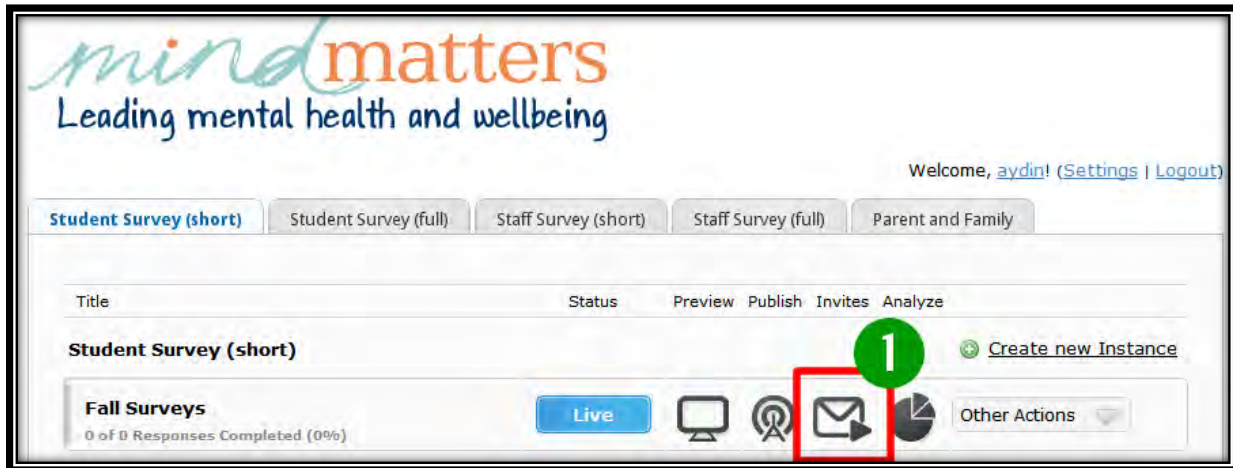 mindmatters
Leading mental health and wellbeing
Welcome, aydin! (Settings | Logout)
Student Survey (short) Student Survey (full) Staff Survey (short) Staff Survey (full) Parent and Family
Title Status Preview Publish Invites Analyze
Student Survey (short) 1 Create new Instance
Fall Surveys Live Other Actions
0 of 0 Responses Completed (0%)